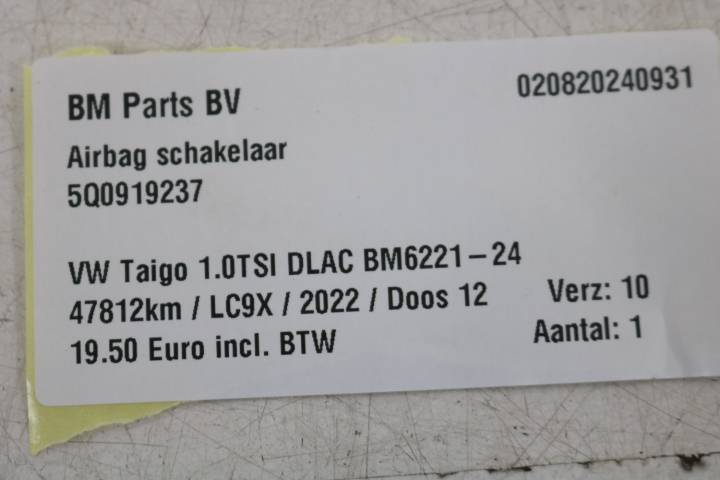 BM Parts BV 020820240931
Airbag schakelaar
5Q0919237
VW Taigo 1.0TSI DLAC BM6221-24
47812km / LC9X / 2022 / Doos 12 Verz: 10
19.50 Euro incl. BTW Aantal: 1